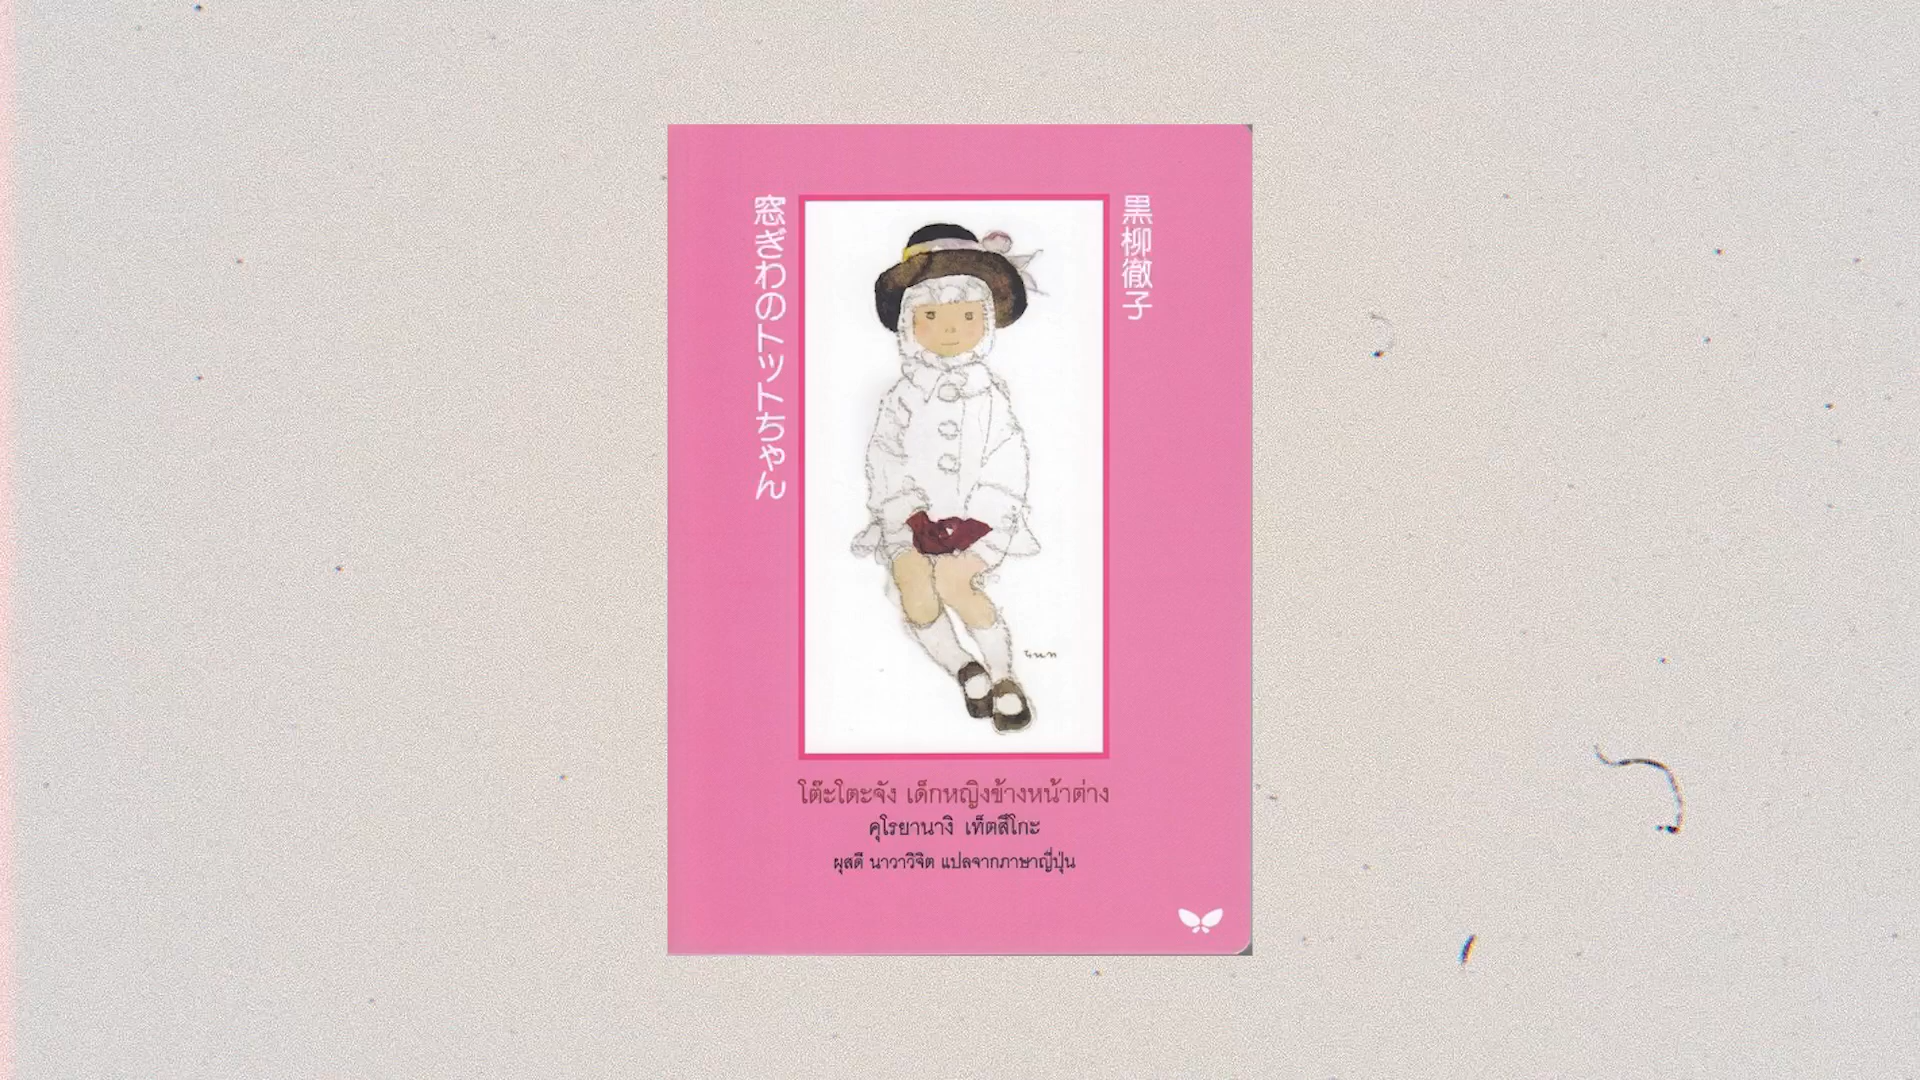 窓ぎわのトットちゃん
黒柳徹子
โต๊ะโตะจัง เด็กหญิงข้างหน้าต่าง
คุโรยานางิ เท็ตสึโกะ
ผุสดี นาวาวิจิต แปลจากภาษาญี่ปุ่น